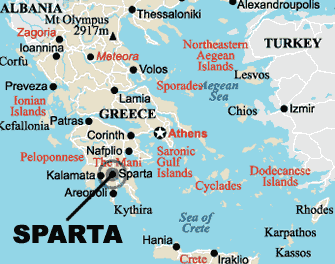 ALBANIA
Mt Olympus
2917m
Thessaloniki
Alexandroupolis
Zagoria
Ioannina
Meteora
Corfu
Volos
Northeastern
Aegean
Islands
TURKEY
Lesvos
Preveza
Lamia
Sporades
Aegean
Sea
Ionian
Islands
GREECE
Chios
Izmir
Kefallonia
Patras
Corinth
Athens
Nafplio
Saronic
Gulf
Islands
Peloponnese
The Mani
Kalamata
Sparta
Dodecanese
Islands
Cyclades
Areopoli
Kythira
SPARTA
Sea of
Crete
Rhodes
Karpathos
Kassos
Hania
Crete
Iraklio